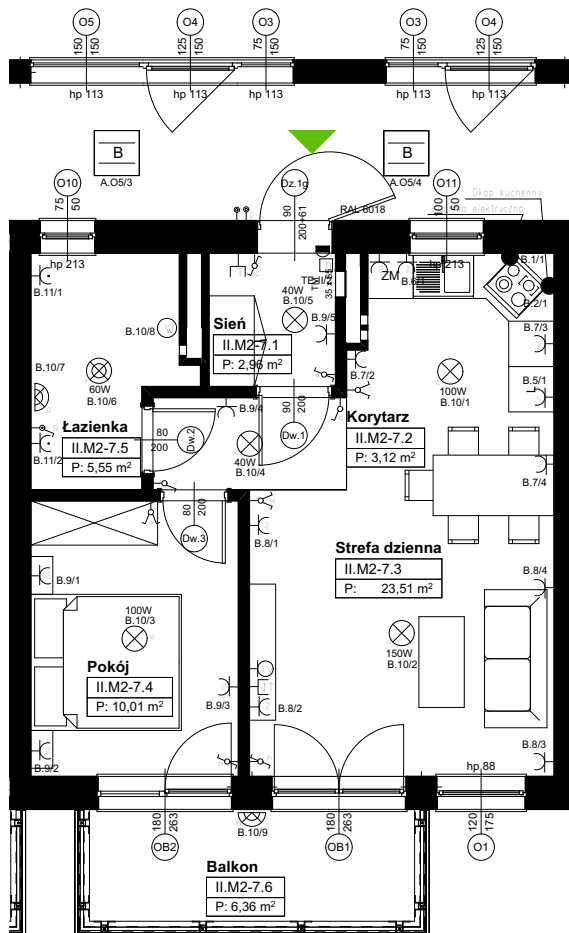 O5
O4
O3
O3
O4
150
150
125
150
75
150
75
150
125
150
hp 113
hp 113
hp 113
hp 113
hp 113
B
A.O5/3
B
A.O5/4
O10
75
50
Dz.1g
90
200+61
RAL 6018
O11
100
50
Okap kuchenny
elektryczna
hp 213
hp 213
B.11/1
B.10/8
W
40W
B.10/5
B.9/5
ZM
B.6/1
B.1/1
B.2/1
B.7/3
Sień
II.M2-7.1
P: 2,96 m²
B.7/2
B.10/7
60W
B.10/6
100W
B.10/1
B.5/1
B.9/4
90
200
Dw.1
Łazienka
II.M2-7.5
P: 5,55 m²
B.11/2
80
200
Dw.2
40W
B.10/4
Korytarz
II.M2-7.2
P: 3,12 m²
B.7/4
80
200
Dw.3
B.8/1
Strefa dzienna
II.M2-7.3
P: 23,51 m²
B.9/1
B.8/4
100W
B.10/3
150W
B.10/2
Pokój
II.M2-7.4
P: 10,01 m²
TV
IT
B.9/3
B.8/2
B.9/2
B.8/3
hp 88
180
263
OB2
B.10/9
180
263
OB1
120
175
O1
Balkon
II.M2-7.6
P: 6,36 m²